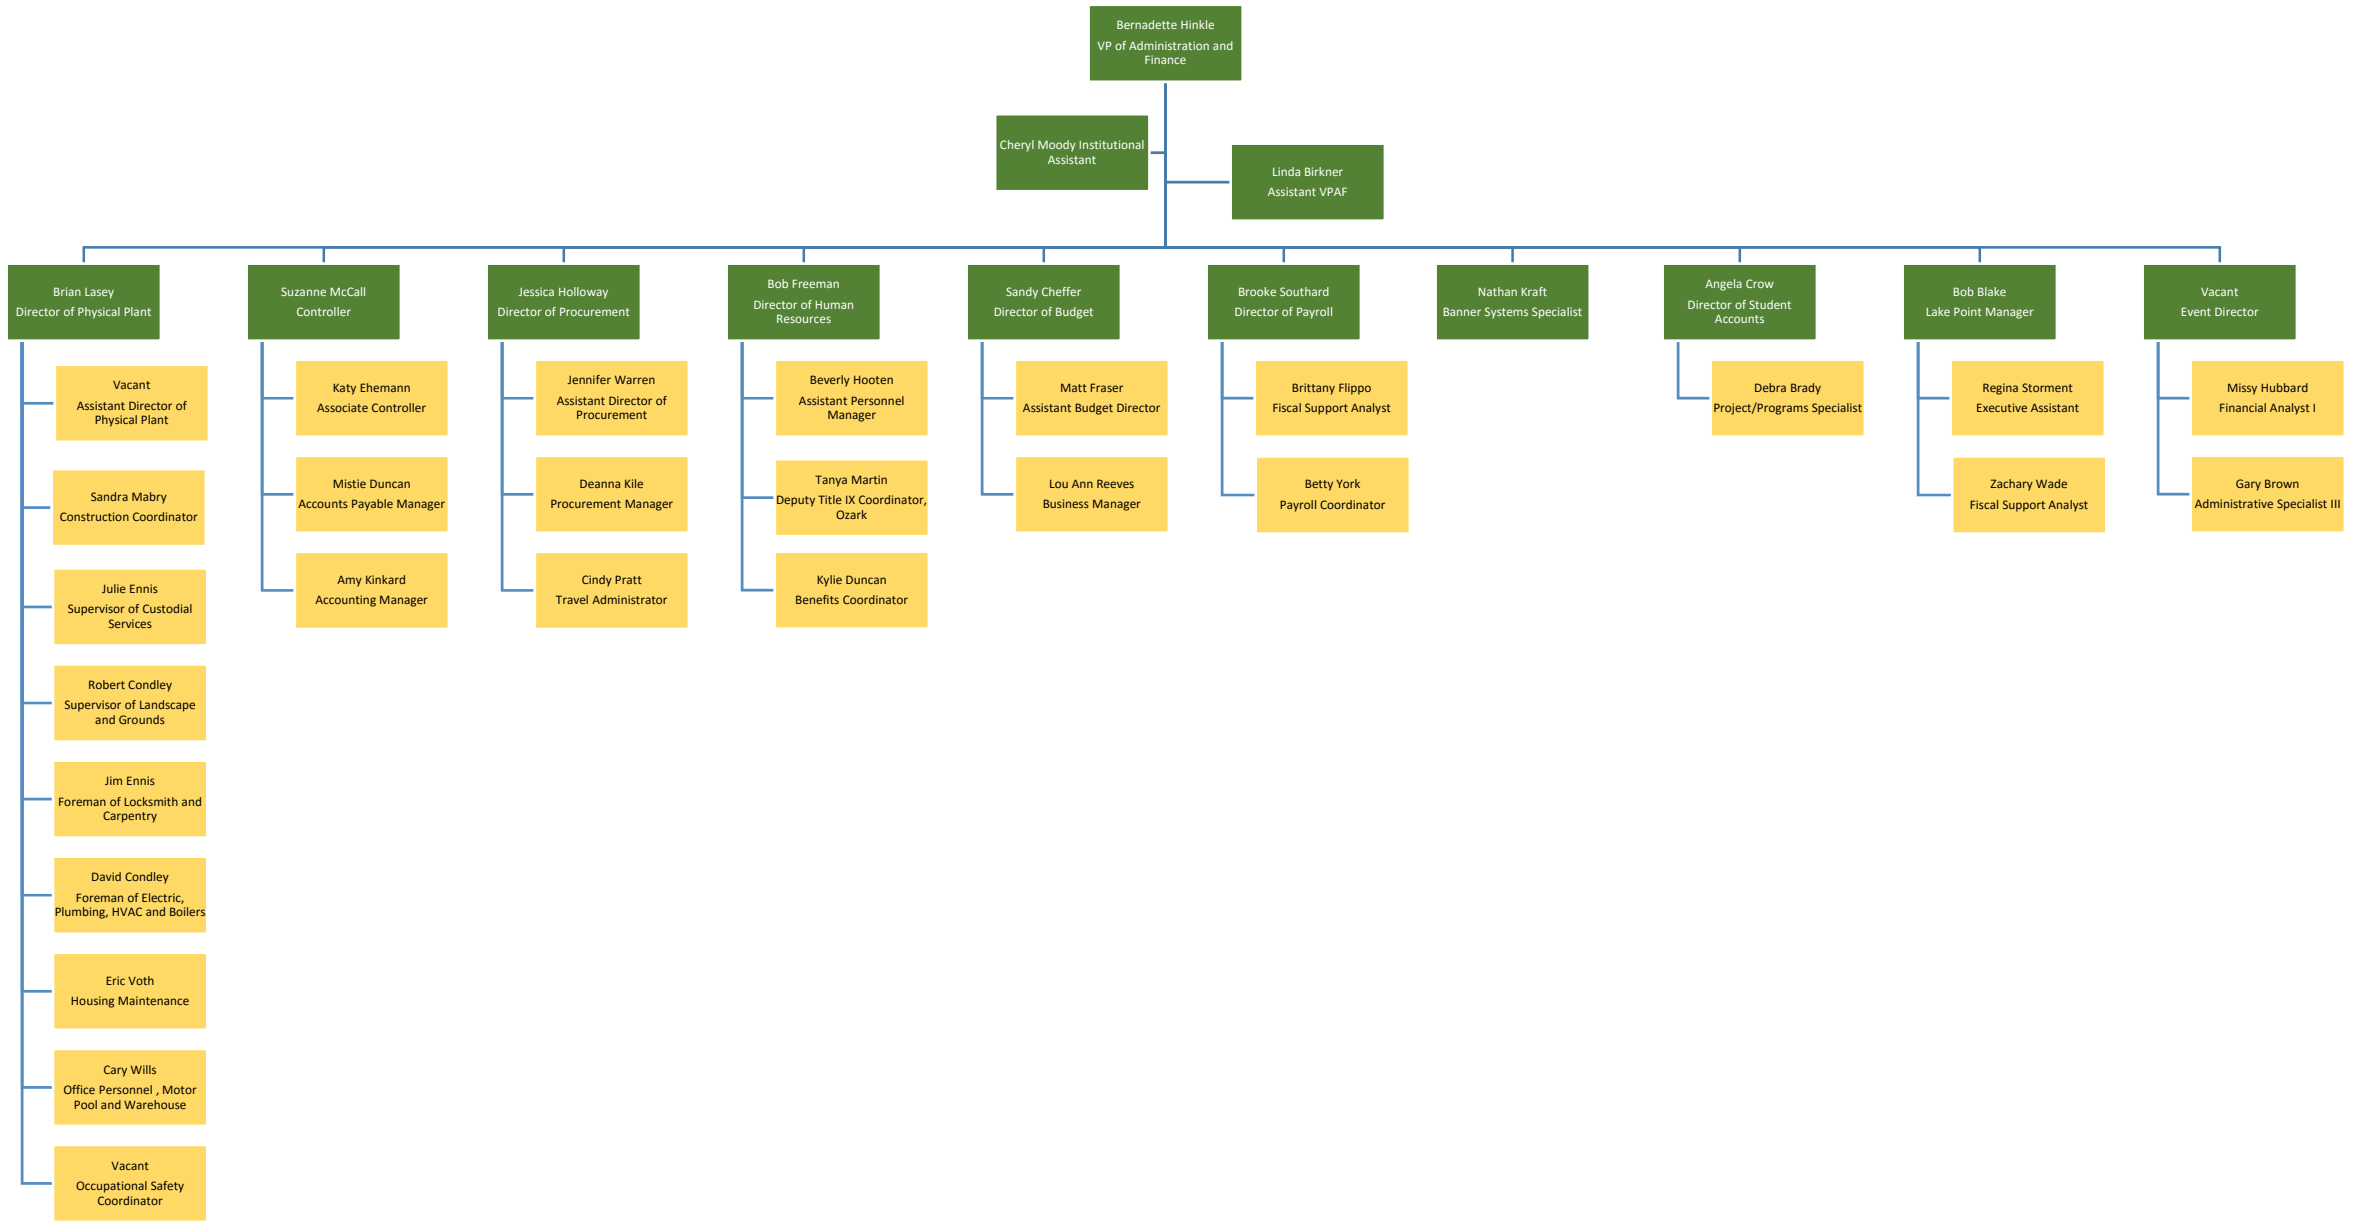 Bernadette Hinkle
VP of Administration and
Finance
Cheryl Moody Institutional
Assistant
Linda Birkner
Assistant VPAF
Brian Lasey
Director of Physical Plant
Suzanne McCall
Controller
Jessica Holloway
Director of Procurement
Bob Freeman
Director of Human
Resources
Sandy Cheffer
Director of Budget
Brooke Southard
Director of Payroll
Nathan Kraft
Banner Systems Specialist
Angela Crow
Director of Student
Accounts
Bob Blake
Lake Point Manager
Vacant
Event Director
Vacant
Assistant Director of
Physical Plant
Sandra Mabry
Construction Coordinator
Julie Ennis
Supervisor of Custodial
Services
Robert Condley
Supervisor of Landscape
and Grounds
Jim Ennis
Foreman of Locksmith and
Carpentry
David Condley
Foreman of Electric,
Plumbing, HVAC and Boilers
Eric Voth
Housing Maintenance
Cary Wills
Office Personnel , Motor
Pool and Warehouse
Vacant
Occupational Safety
Coordinator
Katy Ehemann
Associate Controller
Mistie Duncan
Accounts Payable Manager
Amy Kinkard
Accounting Manager
Jennifer Warren
Assistant Director of
Procurement
Deanna Kile
Procurement Manager
Cindy Pratt
Travel Administrator
Beverly Hooten
Assistant Personnel
Manager
Tanya Martin
Deputy Title IX Coordinator,
Ozark
Kylie Duncan
Benefits Coordinator
Matt Fraser
Assistant Budget Director
Lou Ann Reeves
Business Manager
Brittany Flippo
Fiscal Support Analyst
Betty York
Payroll Coordinator
Debra Brady
Project/Programs Specialist
Regina Storment
Executive Assistant
Zachary Wade
Fiscal Support Analyst
Missy Hubbard
Financial Analyst I
Gary Brown
Administrative Specialist III